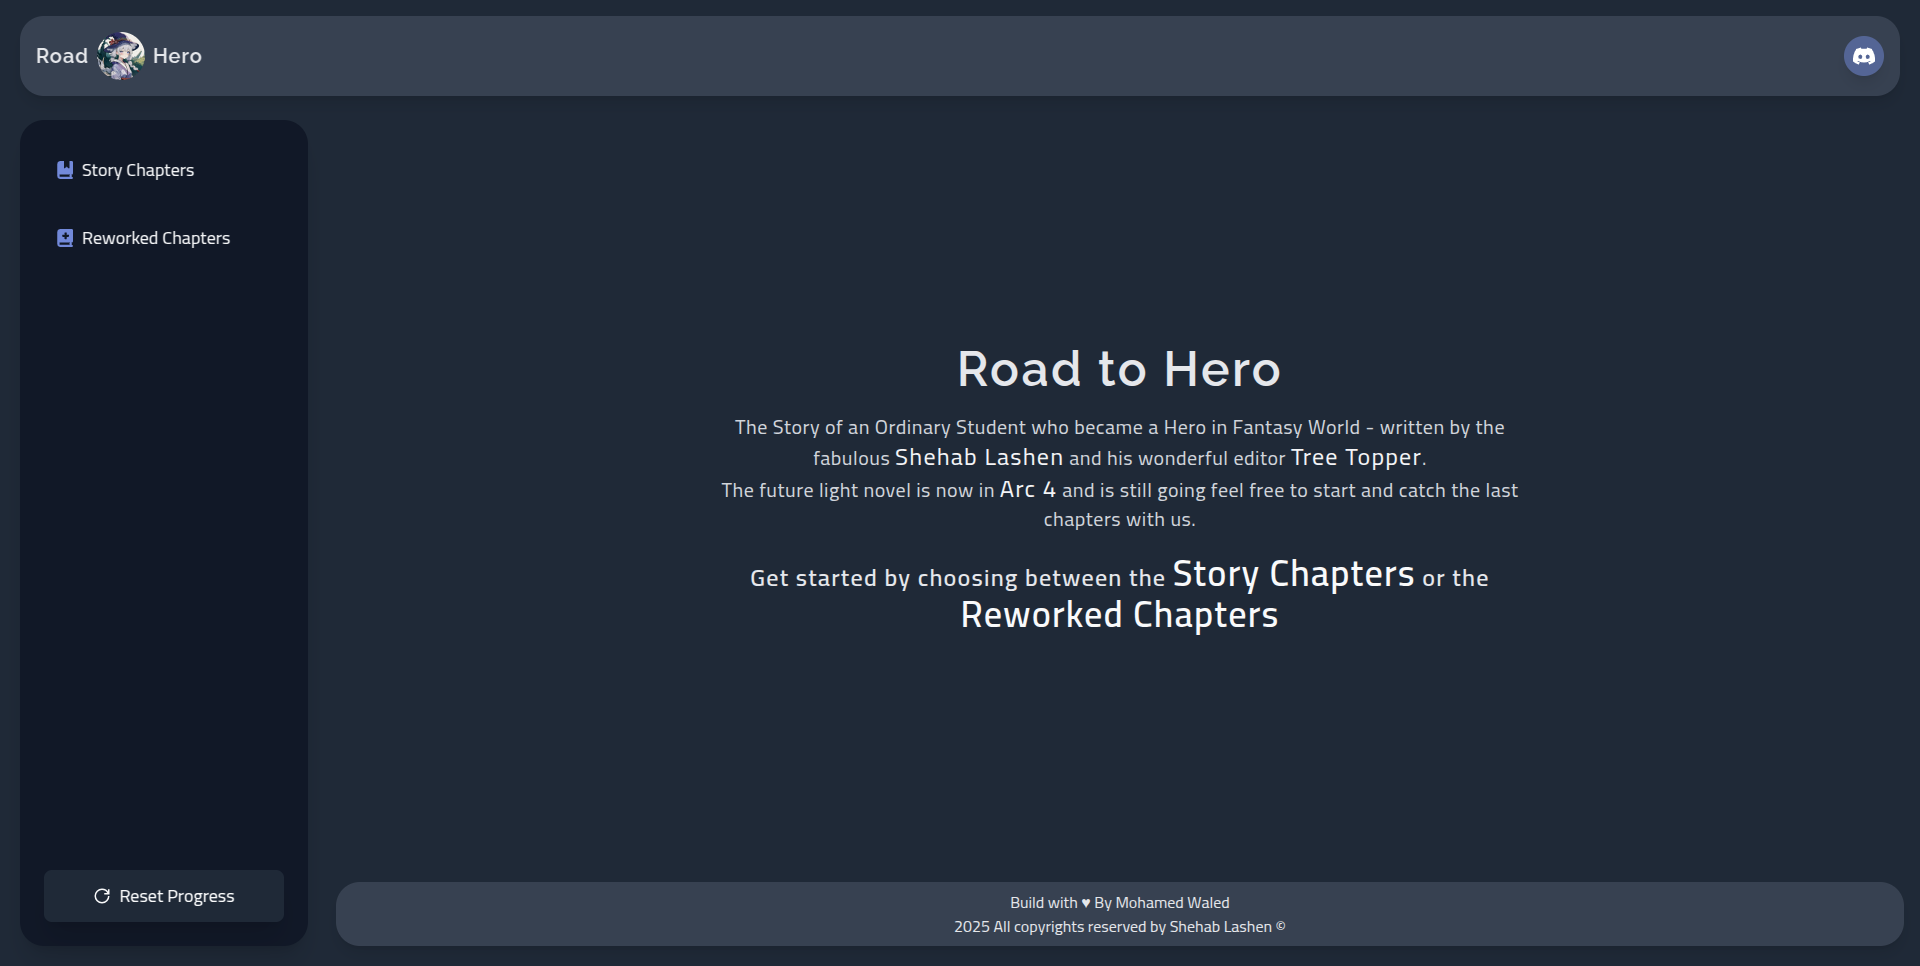 Road Hero
Story Chapters
Reworked Chapters
Reset Progress
Road to Hero
The Story of an Ordinary Student who became a Hero in Fantasy World - written by the
fabulous Shehab Lashen and his wonderful editor Tree Topper.
The future light novel is now in Arc 4 and is still going feel free to start and catch the last
chapters with us.
Get started by choosing between the Story Chapters or the
Reworked Chapters
Build with ♥ By Mohamed Waled
2025 All copyrights reserved by Shehab Lashen ©